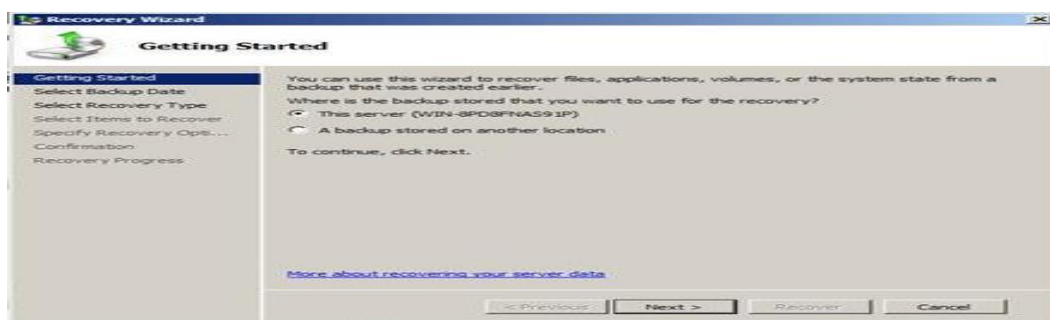 Recovery Wizard
Getting Started
Getting Started
Select Backup Date
Select Recovery Type
Select Items to Recover
Specify Recovery Opti...
Confirmation
Recovery Progress
You can use this wizard to recover files, applications, volumes, or the system state from a
backup that was created earlier.
Where is the backup stored that you want to use for the recovery?
This server (WIN-8PD8FNAS91P)
A backup stored on another location
To continue, click Next.
More about recovering your server data
< Previous
Next >
Recover
Cancel